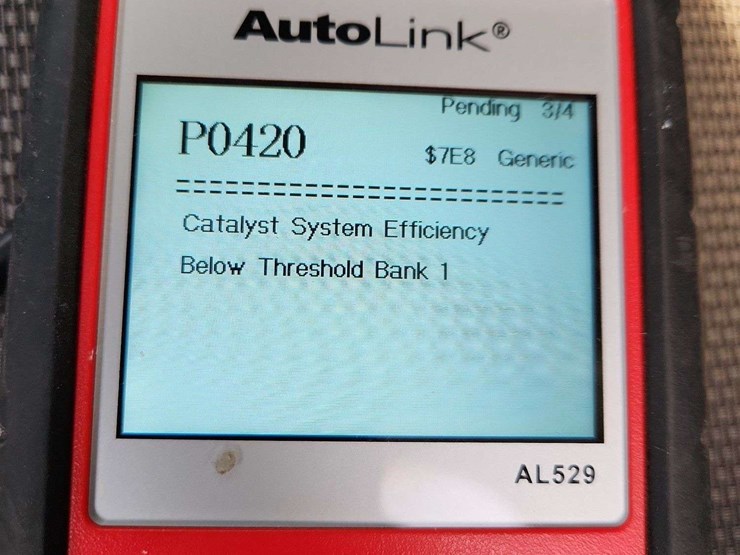 AutoLink®
Pending 3/4
P0420
$7E8 Generic
==============================
Catalyst System Efficiency
Below Threshold Bank 1
AL529